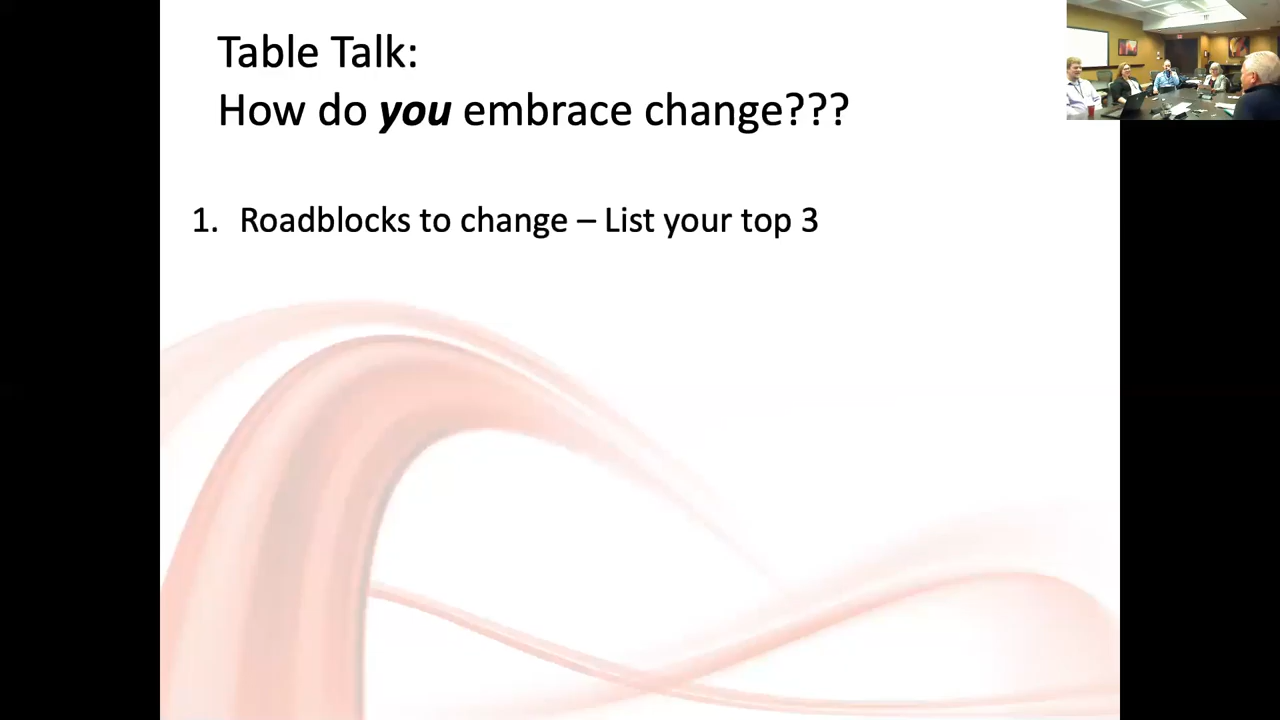 Table Talk:
How do you embrace change???
1. Roadblocks to change – List your top 3